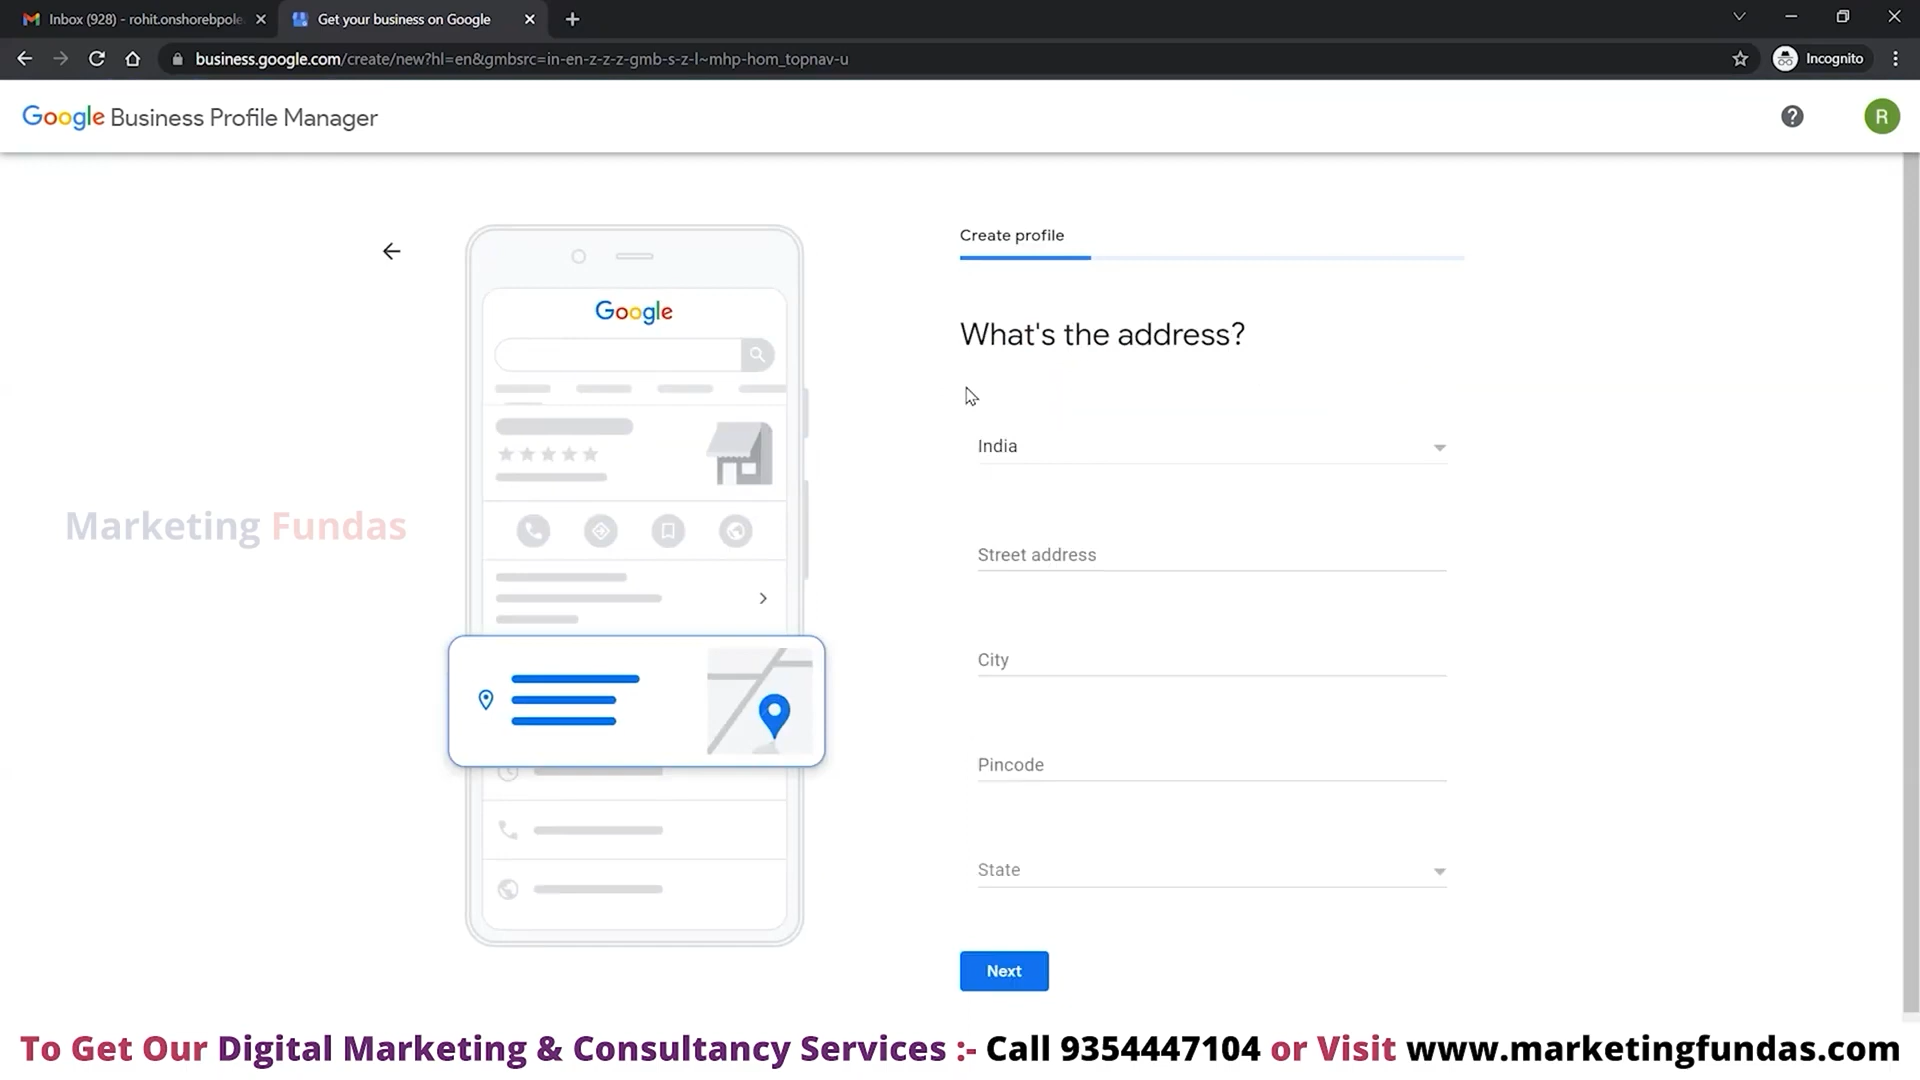 Inbox (928) - rohit.onshorebpole
Get your business on Google
business.google.com/create/new?hl=en&gmbsrc=in-en-z-z-z-gmb-s-z-l~mhp-hom_topnav-u
Incognito
Google Business Profile Manager
R
Create profile
Google
What's the address?
India
Street address
Marketing Fundas
City
Pincode
State
Next
To Get Our Digital Marketing & Consultancy Services :- Call 9354447104 or Visit www.marketingfundas.com